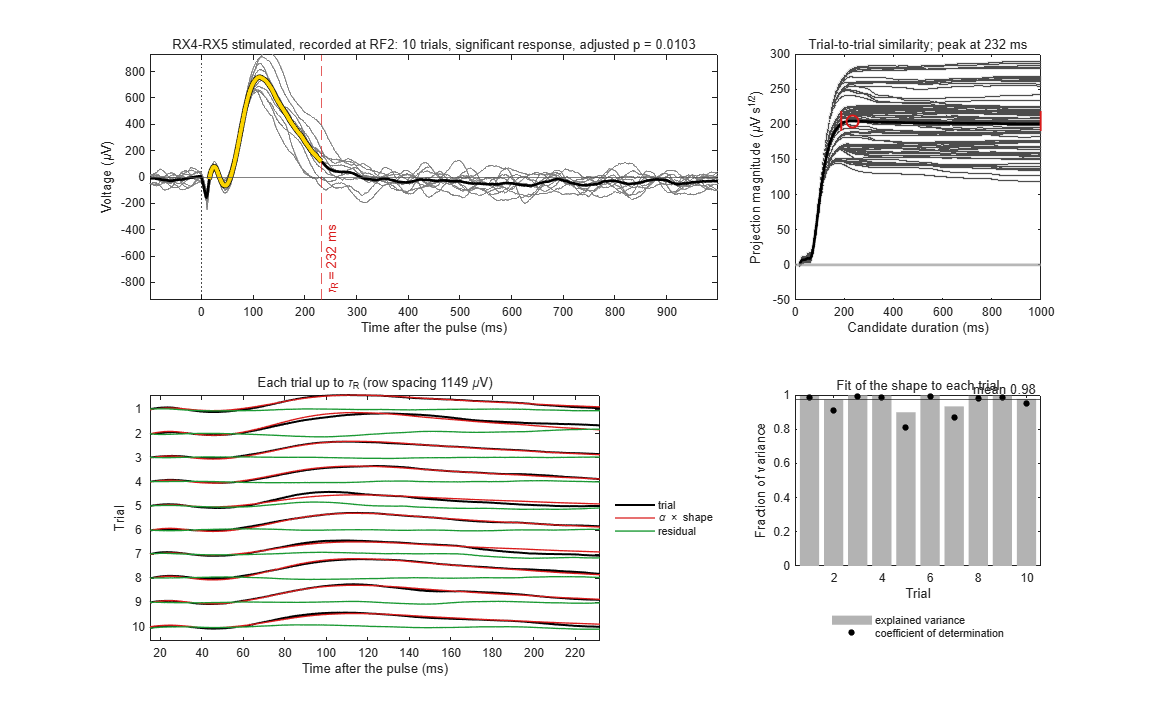 RX4-RX5 stimulated, recorded at RF2: 10 trials, significant response, adjusted p = 0.0103
800
600
400
200
0
-200
-400
-600
-800
Voltage (µV)
τR = 232 ms
0 100 200 300 400 500 600 700 800 900
Time after the pulse (ms)
Trial-to-trial similarity; peak at 232 ms
300
250
200
150
100
50
0
-50
Projection magnitude (µV s1/2)
0 200 400 600 800 1000
Candidate duration (ms)
Each trial up to τR (row spacing 1149 µV)
1
2
3
4
5
6
7
8
9
10
Trial
20 40 60 80 100 120 140 160 180 200 220
Time after the pulse (ms)
trial
α × shape
residual
Fit of the shape to each trial
mean 0.98
1
0.8
0.6
0.4
0.2
0
Fraction of variance
2 4 6 8 10
Trial
explained variance
coefficient of determination